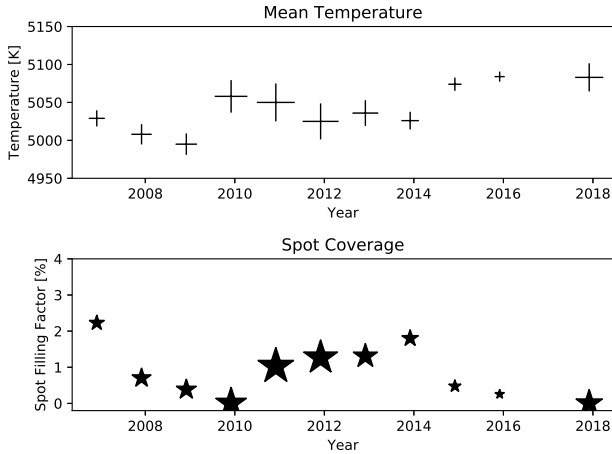 Mean Temperature
5150
5100
5050
5000
4950
Temperature [K]
2008 2010 2012 2014 2016 2018
Year
Spot Coverage
4
3
2
1
0
Spot Filling Factor [%]
2008 2010 2012 2014 2016 2018
Year